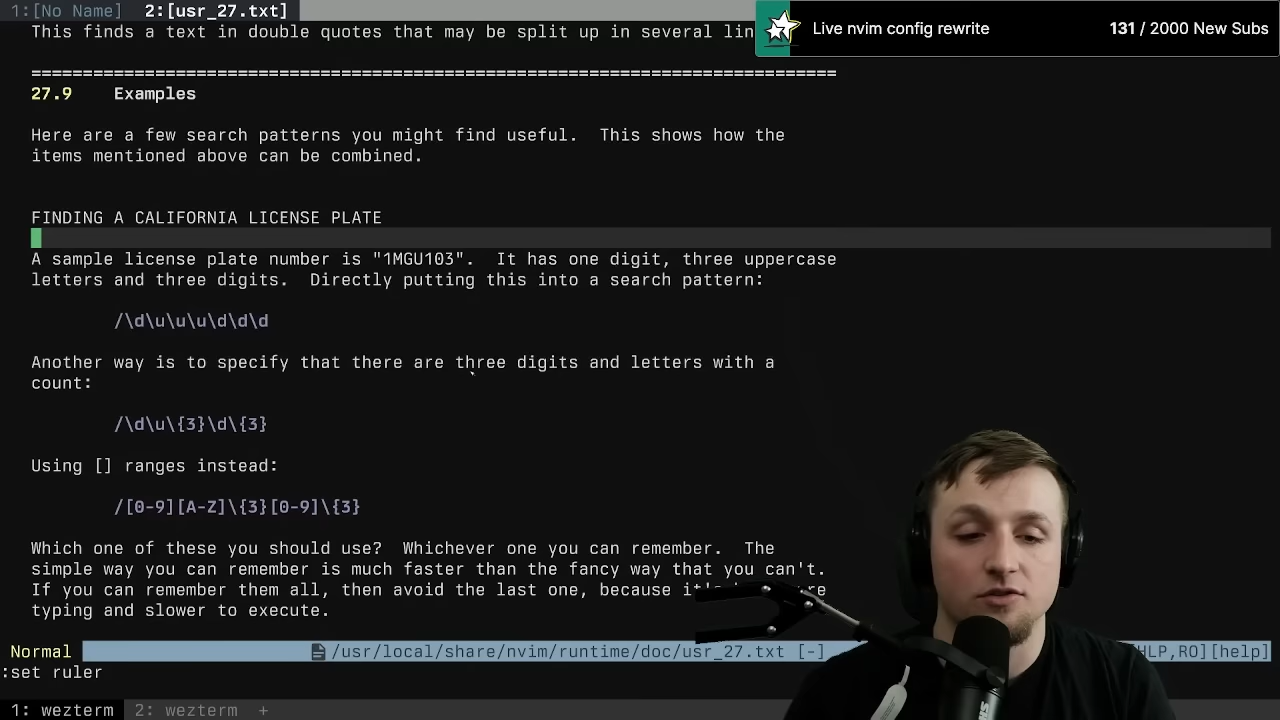 1:[No Name]  2:[usr_27.txt]
Live nvim config rewrite 131 / 2000 New Subs
This finds a text in double quotes that may be split up in several
==============================================================================
27.9    Examples
Here are a few search patterns you might find useful.  This shows how the
items mentioned above can be combined.
FINDING A CALIFORNIA LICENSE PLATE
A sample license plate number is "1MGU103".  It has one digit, three uppercase
letters and three digits.  Directly putting this into a search pattern:
/\d\u\u\u\d\d\d
Another way is to specify that there are three digits and letters with a
count:
/\d\u\{3}\d\{3}
Using [] ranges instead:
/[0-9][A-Z]\{3}[0-9]\{3}
Which one of these you should use?  Whichever one you can remember.  The
simple way you can remember is much faster than the fancy way that you can't.
If you can remember them all, then avoid the last one, because
typing and slower to execute.
Normal /usr/local/share/nvim/runtime/doc/usr_27.txt [-] HLP,RO][help]
:set ruler
1: wezterm  2: wezterm  +